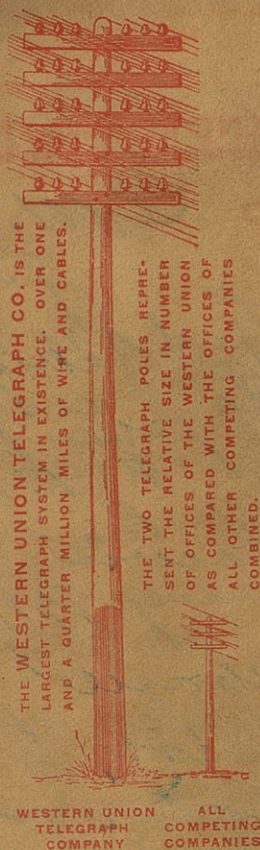 THE WESTERN UNION TELEGRAPH CO. IS THE
LARGEST TELEGRAPH SYSTEM IN EXISTENCE. OVER ONE
AND A QUARTER MILLION MILES OF WIRE AND CABLES.
THE TWO TELEGRAPH POLES REPRE-
SENT THE RELATIVE SIZE IN NUMBER
OF OFFICES OF THE WESTERN UNION
AS COMPARED WITH THE OFFICES OF
ALL OTHER COMPETING COMPANIES
COMBINED.
WESTERN UNION
TELEGRAPH
COMPANY
ALL
COMPETING
COMPANIES